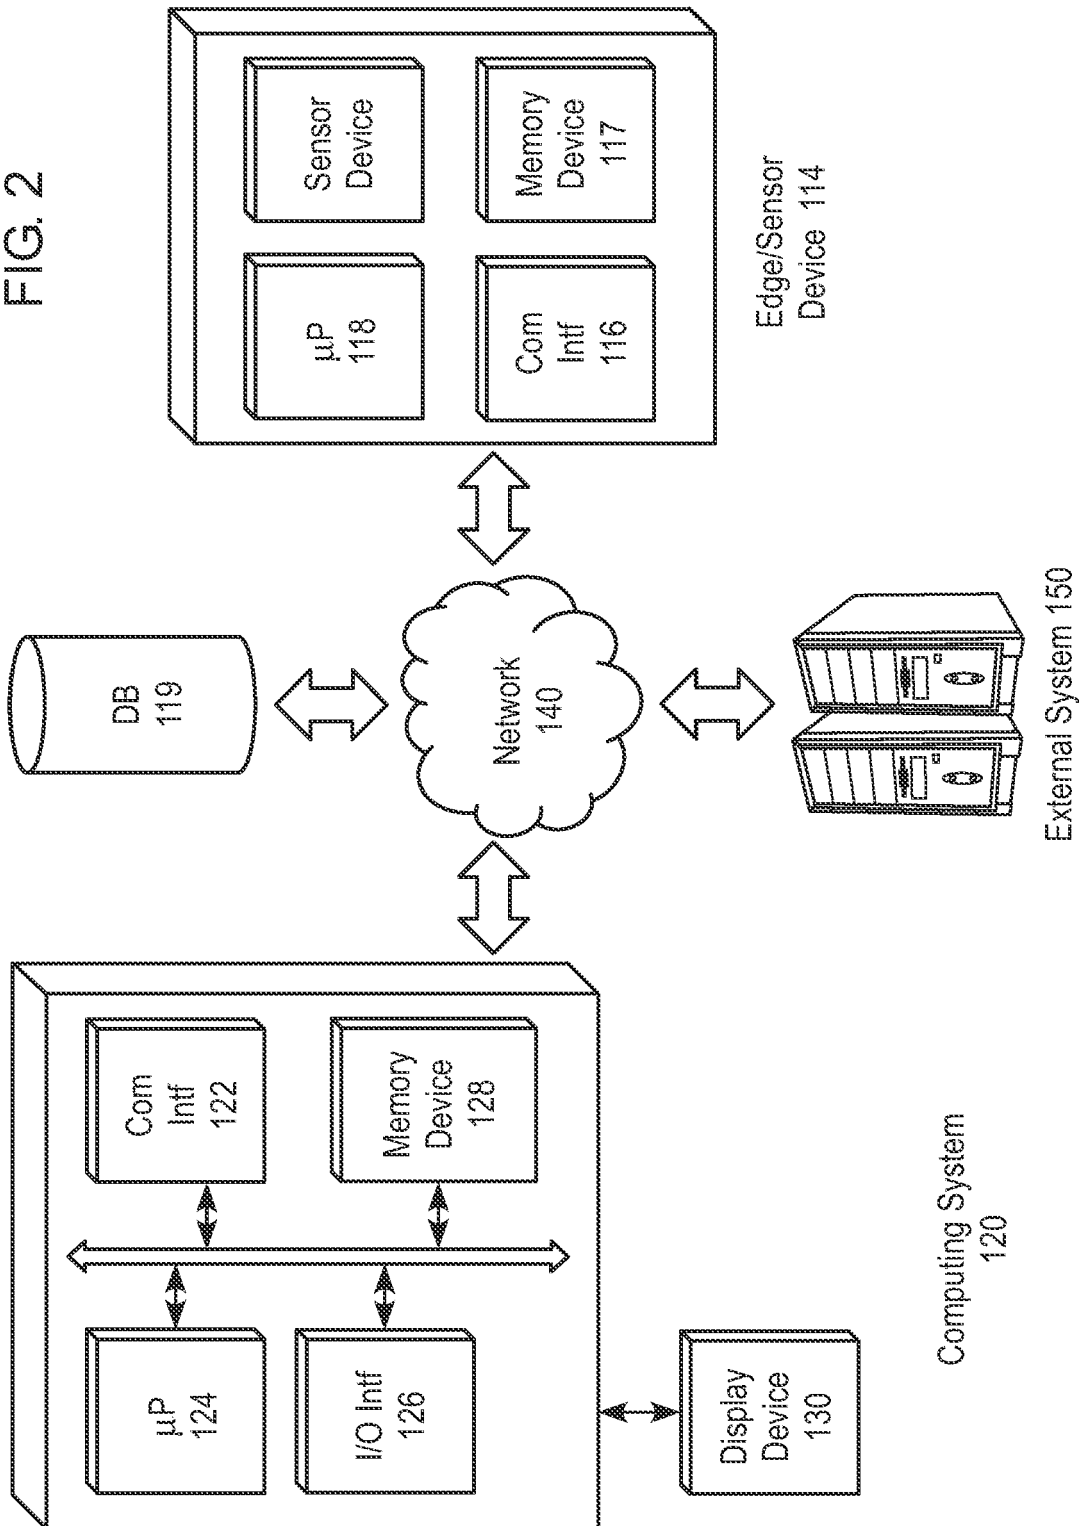 FIG. 2
μP
124
Com
Intf
122
I/O Intf
126
Memory
Device
128
Display
Device
130
Computing System
120
DB
119
Network
140
External System 150
μP
118
Sensor
Device
Com
Intf
116
Memory
Device
117
Edge/Sensor
Device 114